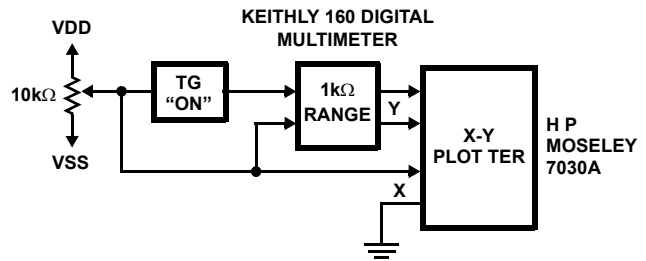 KEITHLY 160 DIGITAL
MULTIMETER
VDD
10kΩ
VSS
TG
“ON”
1kΩ
RANGE
Y
X-Y
PLOT TER
X
H P
MOSELEY
7030A